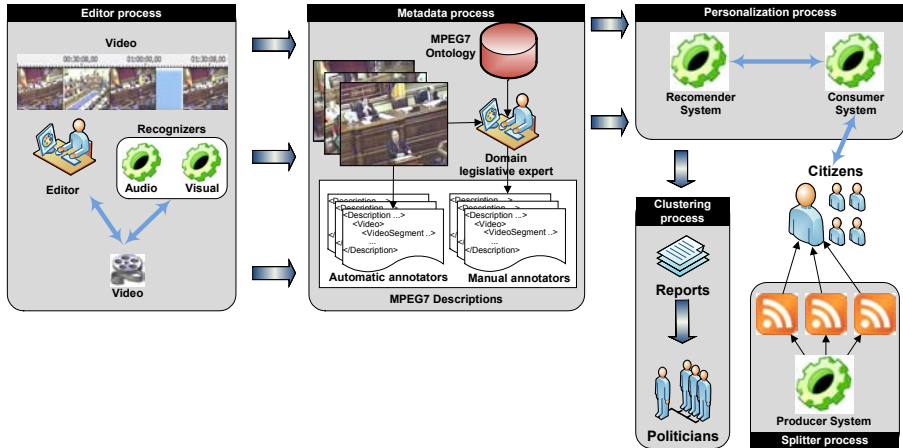 Editor process
Video
00:30:08,00 01:00:00,00 01:30:08,00
Recognizers
Audio
Visual
Editor
Video
Metadata process
MPEG7
Ontology
Domain
legislative expert
<Description ...>
<Video>
<VideoSegment ..>
...
</Description>
<Description ...>
<Video>
<VideoSegment ..>
...
</Description>
Automatic annotators
Manual annotators
MPEG7 Descriptions
Personalization process
Recomender
System
Consumer
System
Citizens
Clustering
process
Reports
Politicians
Producer System
Splitter process